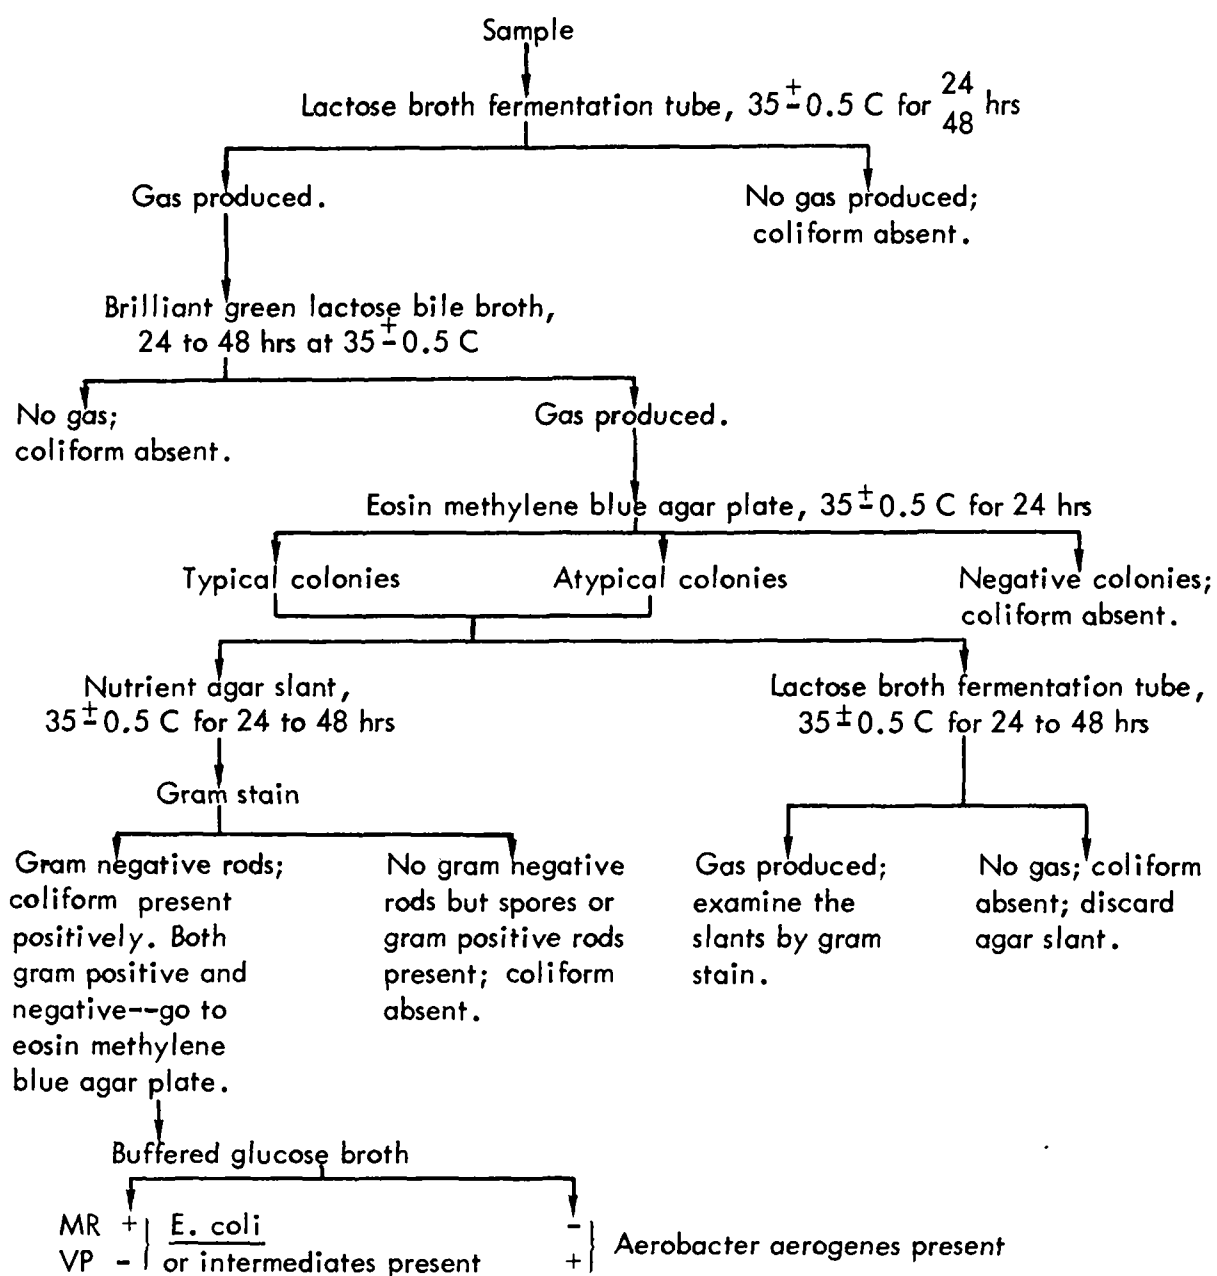 Sample
Lactose broth fermentation tube, 35 ± 0.5 C for 24 hrs
48
Gas produced.
No gas produced;
coliform absent.
Brilliant green lactose bile broth,
24 to 48 hrs at 35 ± 0.5 C
No gas;
coliform absent.
Gas produced.
Eosin methylene blue agar plate, 35 ± 0.5 C for 24 hrs
Typical colonies
Atypical colonies
Negative colonies;
coliform absent.
Nutrient agar slant,
35 ± 0.5 C for 24 to 48 hrs
Lactose broth fermentation tube,
35 ± 0.5 C for 24 to 48 hrs
Gram stain
Gram negative rods;
coliform present
positively. Both
gram positive and
negative--go to
eosin methylene
blue agar plate.
No gram negative
rods but spores or
gram positive rods
present; coliform
absent.
Gas produced;
examine the
slants by gram
stain.
No gas; coliform
absent; discard
agar slant.
Buffered glucose broth
MR + E. coli
VP - or intermediates present
-
+
Aerobacter aerogenes present